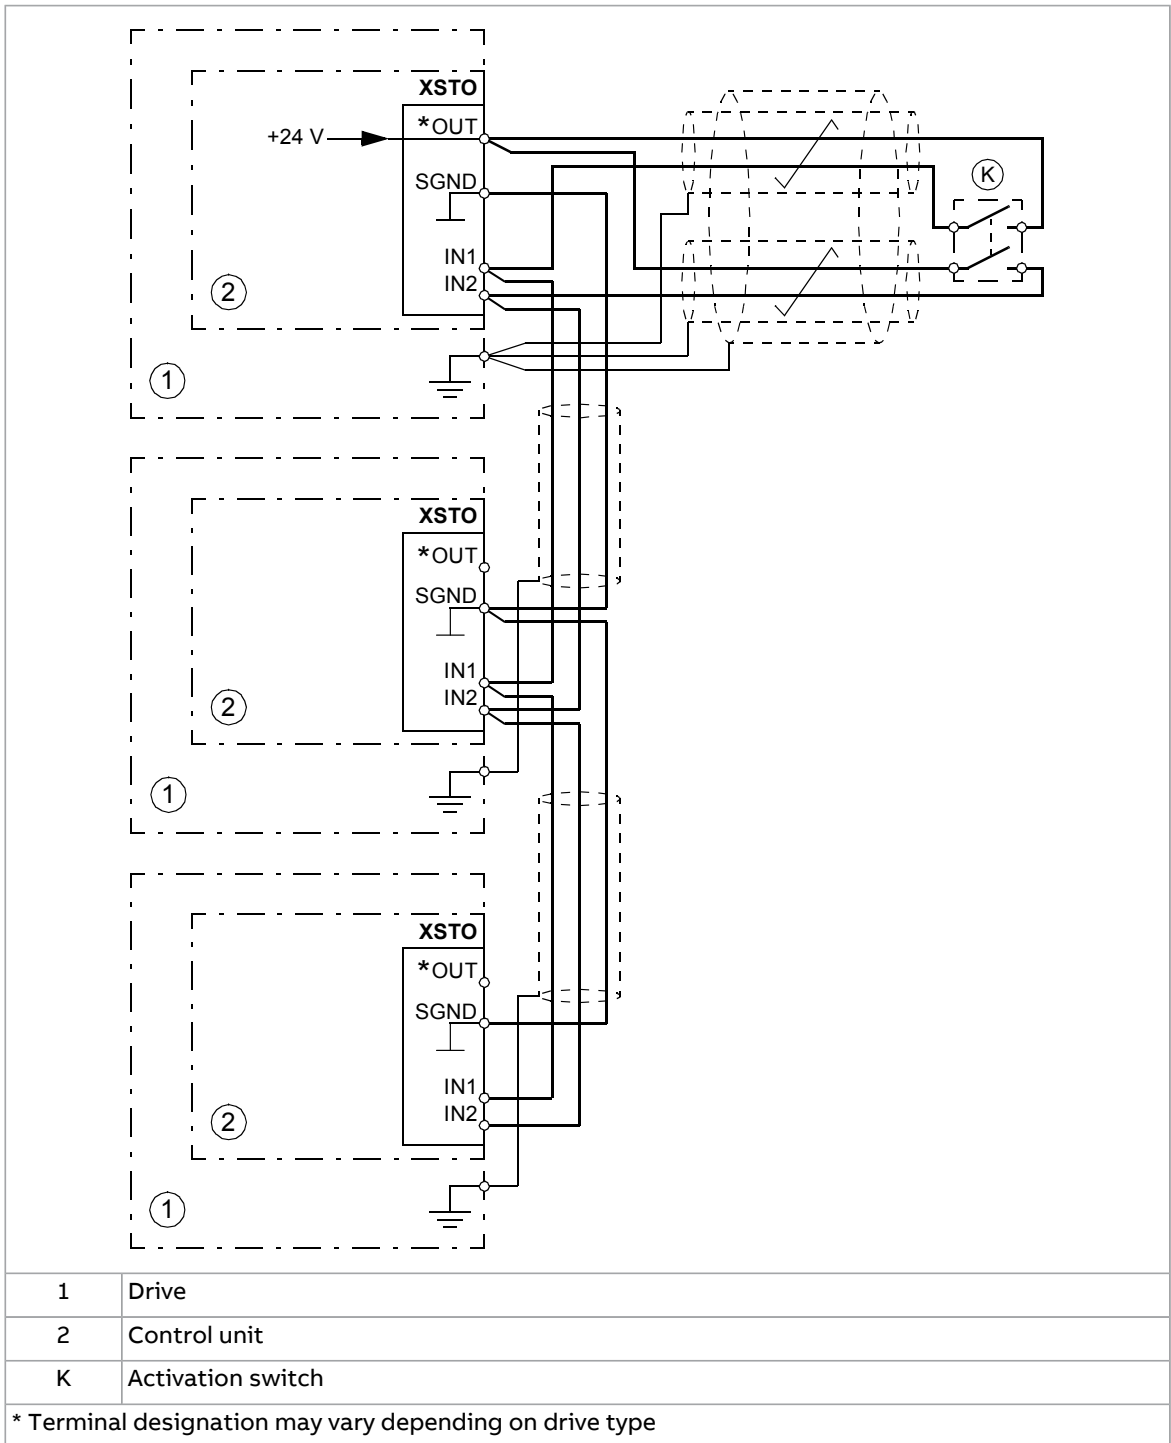 XSTO
*OUT
+24 V
K
SGND
IN1
IN2
2
1
XSTO
*OUT
SGND
IN1
IN2
2
1
XSTO
*OUT
SGND
IN1
IN2
2
1
1 Drive
2 Control unit
K Activation switch
* Terminal designation may vary depending on drive type